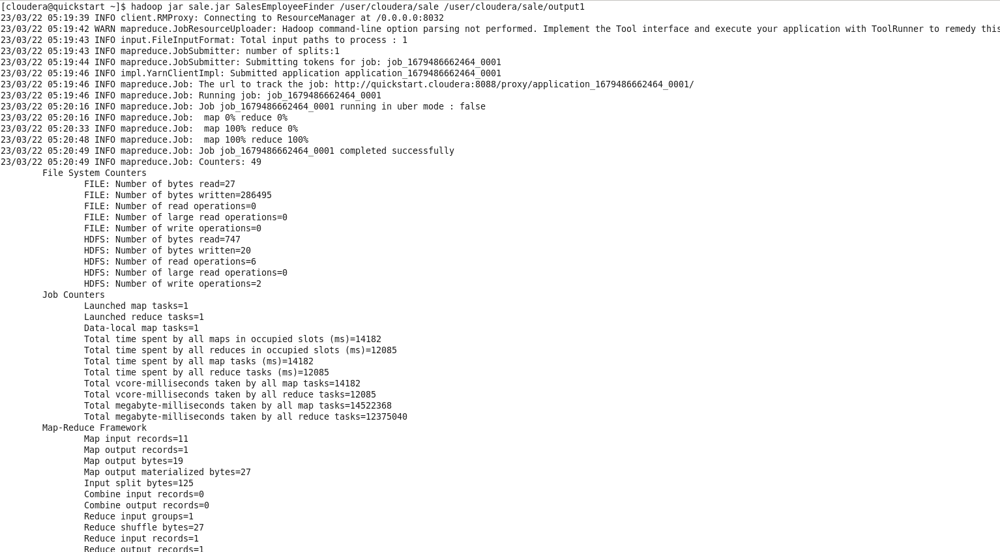 [cloudera@quickstart ~]$ hadoop jar sale.jar SalesEmployeeFinder /user/cloudera/sale /user/cloudera/sale/output1
23/03/22 05:19:39 INFO client.RMProxy: Connecting to ResourceManager at /0.0.0.0:8032
23/03/22 05:19:42 WARN mapreduce.JobResourceUploader: Hadoop command-line option parsing not performed. Implement the Tool interface and execute your application with ToolRunner to remedy this
23/03/22 05:19:43 INFO input.FileInputFormat: Total input paths to process : 1
23/03/22 05:19:43 INFO mapreduce.JobSubmitter: number of splits:1
23/03/22 05:19:44 INFO mapreduce.JobSubmitter: Submitting tokens for job: job_1679486662464_0001
23/03/22 05:19:46 INFO impl.YarnClientImpl: Submitted application application_1679486662464_0001
23/03/22 05:19:46 INFO mapreduce.Job: The url to track the job: http://quickstart.cloudera:8088/proxy/application_1679486662464_0001/
23/03/22 05:19:46 INFO mapreduce.Job: Running job: job_1679486662464_0001
23/03/22 05:20:16 INFO mapreduce.Job: Job job_1679486662464_0001 running in uber mode : false
23/03/22 05:20:16 INFO mapreduce.Job:  map 0% reduce 0%
23/03/22 05:20:33 INFO mapreduce.Job:  map 100% reduce 0%
23/03/22 05:20:48 INFO mapreduce.Job:  map 100% reduce 100%
23/03/22 05:20:49 INFO mapreduce.Job: Job job_1679486662464_0001 completed successfully
23/03/22 05:20:49 INFO mapreduce.Job: Counters: 49
File System Counters
FILE: Number of bytes read=27
FILE: Number of bytes written=286495
FILE: Number of read operations=0
FILE: Number of large read operations=0
FILE: Number of write operations=0
HDFS: Number of bytes read=747
HDFS: Number of bytes written=20
HDFS: Number of read operations=6
HDFS: Number of large read operations=0
HDFS: Number of write operations=2
Job Counters
Launched map tasks=1
Launched reduce tasks=1
Data-local map tasks=1
Total time spent by all maps in occupied slots (ms)=14182
Total time spent by all reduces in occupied slots (ms)=12085
Total time spent by all map tasks (ms)=14182
Total time spent by all reduce tasks (ms)=12085
Total vcore-milliseconds taken by all map tasks=14182
Total vcore-milliseconds taken by all reduce tasks=12085
Total megabyte-milliseconds taken by all map tasks=14522368
Total megabyte-milliseconds taken by all reduce tasks=12375040
Map-Reduce Framework
Map input records=11
Map output records=1
Map output bytes=19
Map output materialized bytes=27
Input split bytes=125
Combine input records=0
Combine output records=0
Reduce input groups=1
Reduce shuffle bytes=27
Reduce input records=1
Reduce output records=1